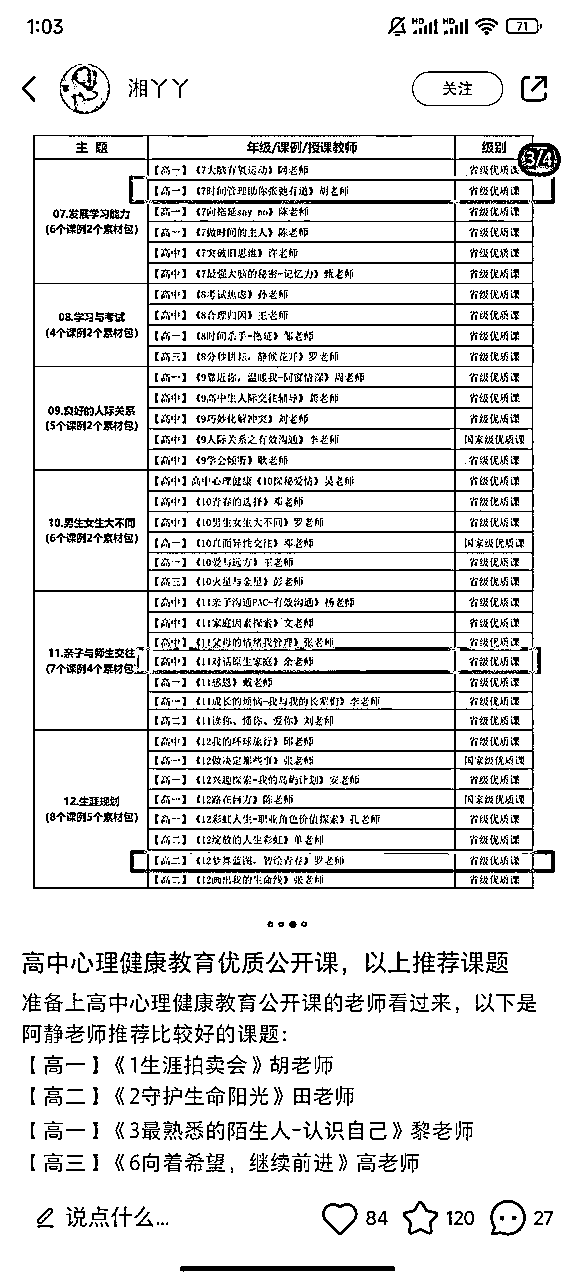 1:03
71
湘丫丫
关注
3/4
主 题 年级/课例/授课教师 级别
07.发展学习能力
(6个课例2个素材包)
【高一】《7大脑有氧运动》阿老师 省级优质课
【高一】《7时间管理助你张弛有道》胡老师 省级优质课
【高一】《7向拖延say no》陈老师 省级优质课
【高一】《7做时间的主人》陈老师 省级优质课
【高中】《7突破旧思维》许老师 省级优质课
【高中】《7最强大脑的秘密-记忆力》甄老师 省级优质课
08.学习与考试
(4个课例2个素材包)
【高中】《8考试焦虑》孙老师 省级优质课
【高中】《8合理归因》王老师 省级优质课
【高一】《8时间杀手-拖延》邹老师 省级优质课
【高三】《8分秒耕耘，静候花开》罗老师 省级优质课
09.良好的人际关系
(5个课例2个素材包)
【高一】《9靠近你，温暖我-同窗情深》周老师 省级优质课
【高中】《9高中生人际交往辅导》龚老师 省级优质课
【高中】《9巧妙化解冲突》刘老师 省级优质课
【高中】《9人际关系之有效沟通》李老师 国家级优质课
【高中】《9学会倾听》耿老师 省级优质课
10.男生女生大不同
(6个课例2个素材包)
【高中】高中心理健康《10探秘爱情》吴老师 省级优质课
【高中】《10青春的选择》邓老师 省级优质课
【高中】《10男生女生大不同》罗老师 省级优质课
【高一】《10直面异性交往》邓老师 国家级优质课
【高二】《10爱与远方》王老师 省级优质课
【高三】《10火星与金星》彭老师 省级优质课
11.亲子与师生交往
(7个课例4个素材包)
【高中】《11亲子沟通PAC-有效沟通》杨老师 省级优质课
【高中】《11家庭因素探索》文老师 省级优质课
【高中】《11父母的情绪我管理》张老师 省级优质课
【高中】《11对话原生家庭》余老师 省级优质课
【高一】《11感恩》戴老师 省级优质课
【高一】《11成长的烦恼-我与我的长辈们》李老师 省级优质课
【高二】《11读你、懂你、爱你》刘老师 省级优质课
12.生涯规划
(8个课例5个素材包)
【高中】《12我的环球旅行》邱老师 省级优质课
【高一】《12做决定那些事》张老师 国家级优质课
【高一】《12兴趣探索-我的岛屿计划》安老师 省级优质课
【高一】《12路在何方》陈老师 国家级优质课
【高一】《12彩虹人生-职业角色价值探索》孔老师 省级优质课
【高二】《12绽放的人生彩虹》单老师 省级优质课
【高二】《12梦舞蓝图，智绘青春》罗老师 省级优质课
【高二】《12画出我的生命线》张老师 省级优质课
高中心理健康教育优质公开课，以上推荐课题
准备上高中心理健康教育公开课的老师看过来，以下是
阿静老师推荐比较好的课题：
【高一】《1生涯拍卖会》胡老师
【高二】《2守护生命阳光》田老师
【高一】《3最熟悉的陌生人-认识自己》黎老师
【高三】《6向着希望，继续前进》高老师
说点什么...
84
120
27